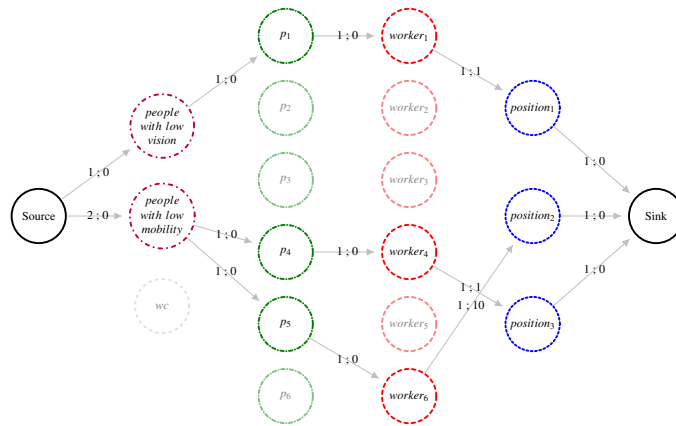 p1
1 ; 0
worker1
1 ; 1
1 ; 0
people
with low
vision
p2
worker2
position1
1 ; 0
1 ; 0
p3
worker3
Source
2 ; 0
people
with low
mobility
1 ; 0
1 ; 0
p4
1 ; 0
worker4
position2
1 ; 0
Sink
1 ; 1
1 ; 10
1 ; 0
wc
p5
1 ; 0
worker5
position3
p6
worker6